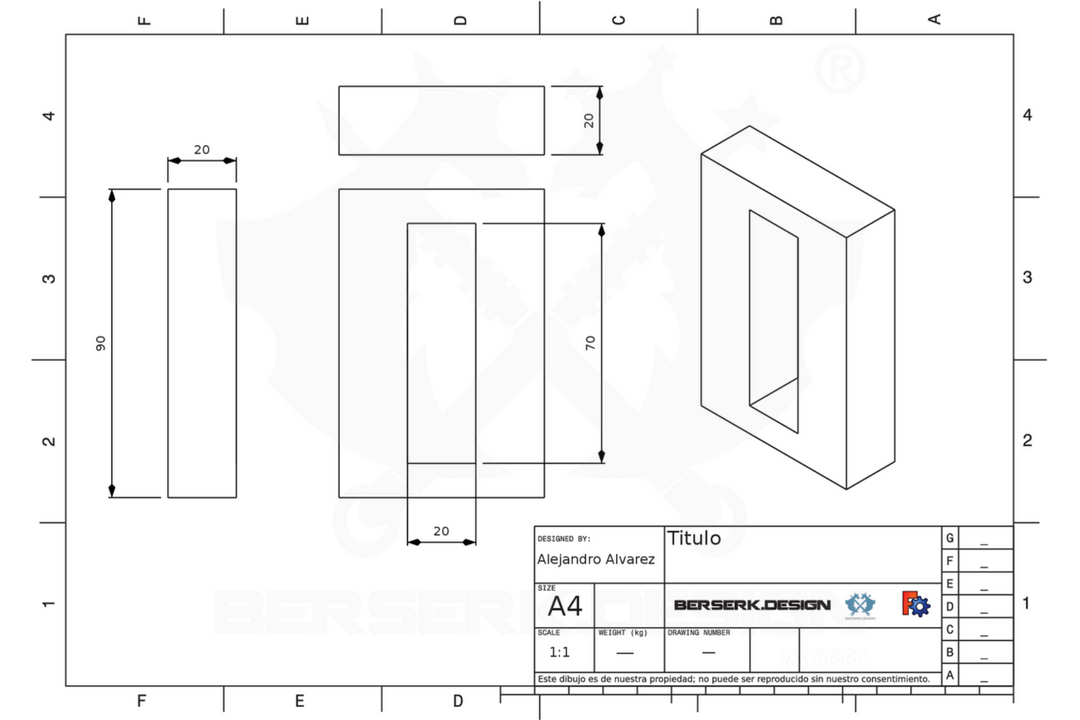 F E D C B A
4 4
20
20
3 3
90
70
2 2
20
DESIGNED BY:
Alejandro Alvarez
Titulo
G _
F _
E _
SIZE
A4
BERSERK.DESIGN
D _
1 1
BERSERK.DESIGN
SCALE
1:1
WEIGHT (kg)
—
DRAWING NUMBER
—
C _
B _
A _
Este dibujo es de nuestra propiedad; no puede ser reproducido sin nuestro consentimiento.
F E D
®